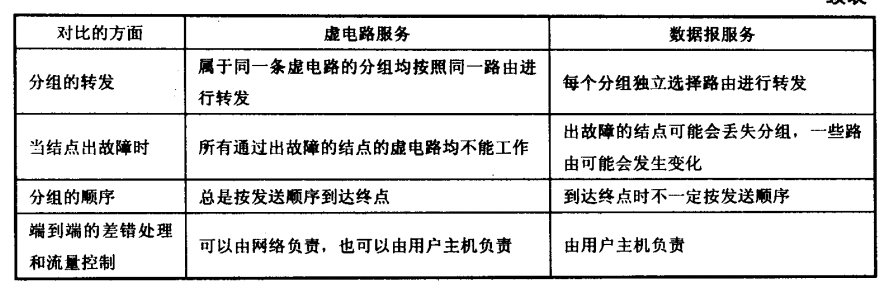 对比的方面 虚电路服务 数据报服务
分组的转发 属于同一条虚电路的分组均按照同一路由进行转发 每个分组独立选择路由进行转发
当结点出故障时 所有通过出故障的结点的虚电路均不能工作 出故障的结点可能会丢失分组，一些路由可能会发生变化
分组的顺序 总是按发送顺序到达终点 到达终点时不一定按发送顺序
端到端的差错处理和流量控制 可以由网络负责，也可以由用户主机负责 由用户主机负责